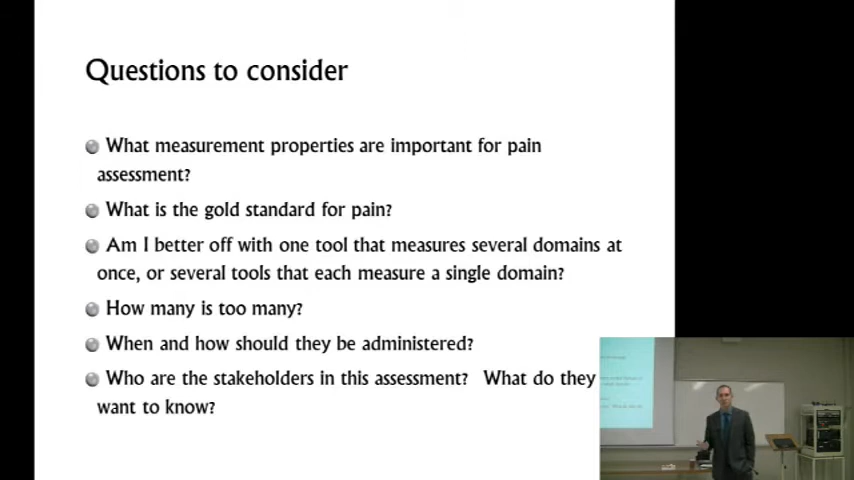 Questions to consider
What measurement properties are important for pain
assessment?
What is the gold standard for pain?
Am I better off with one tool that measures several domains at
once, or several tools that each measure a single domain?
How many is too many?
When and how should they be administered?
Who are the stakeholders in this assessment? What do they
want to know?